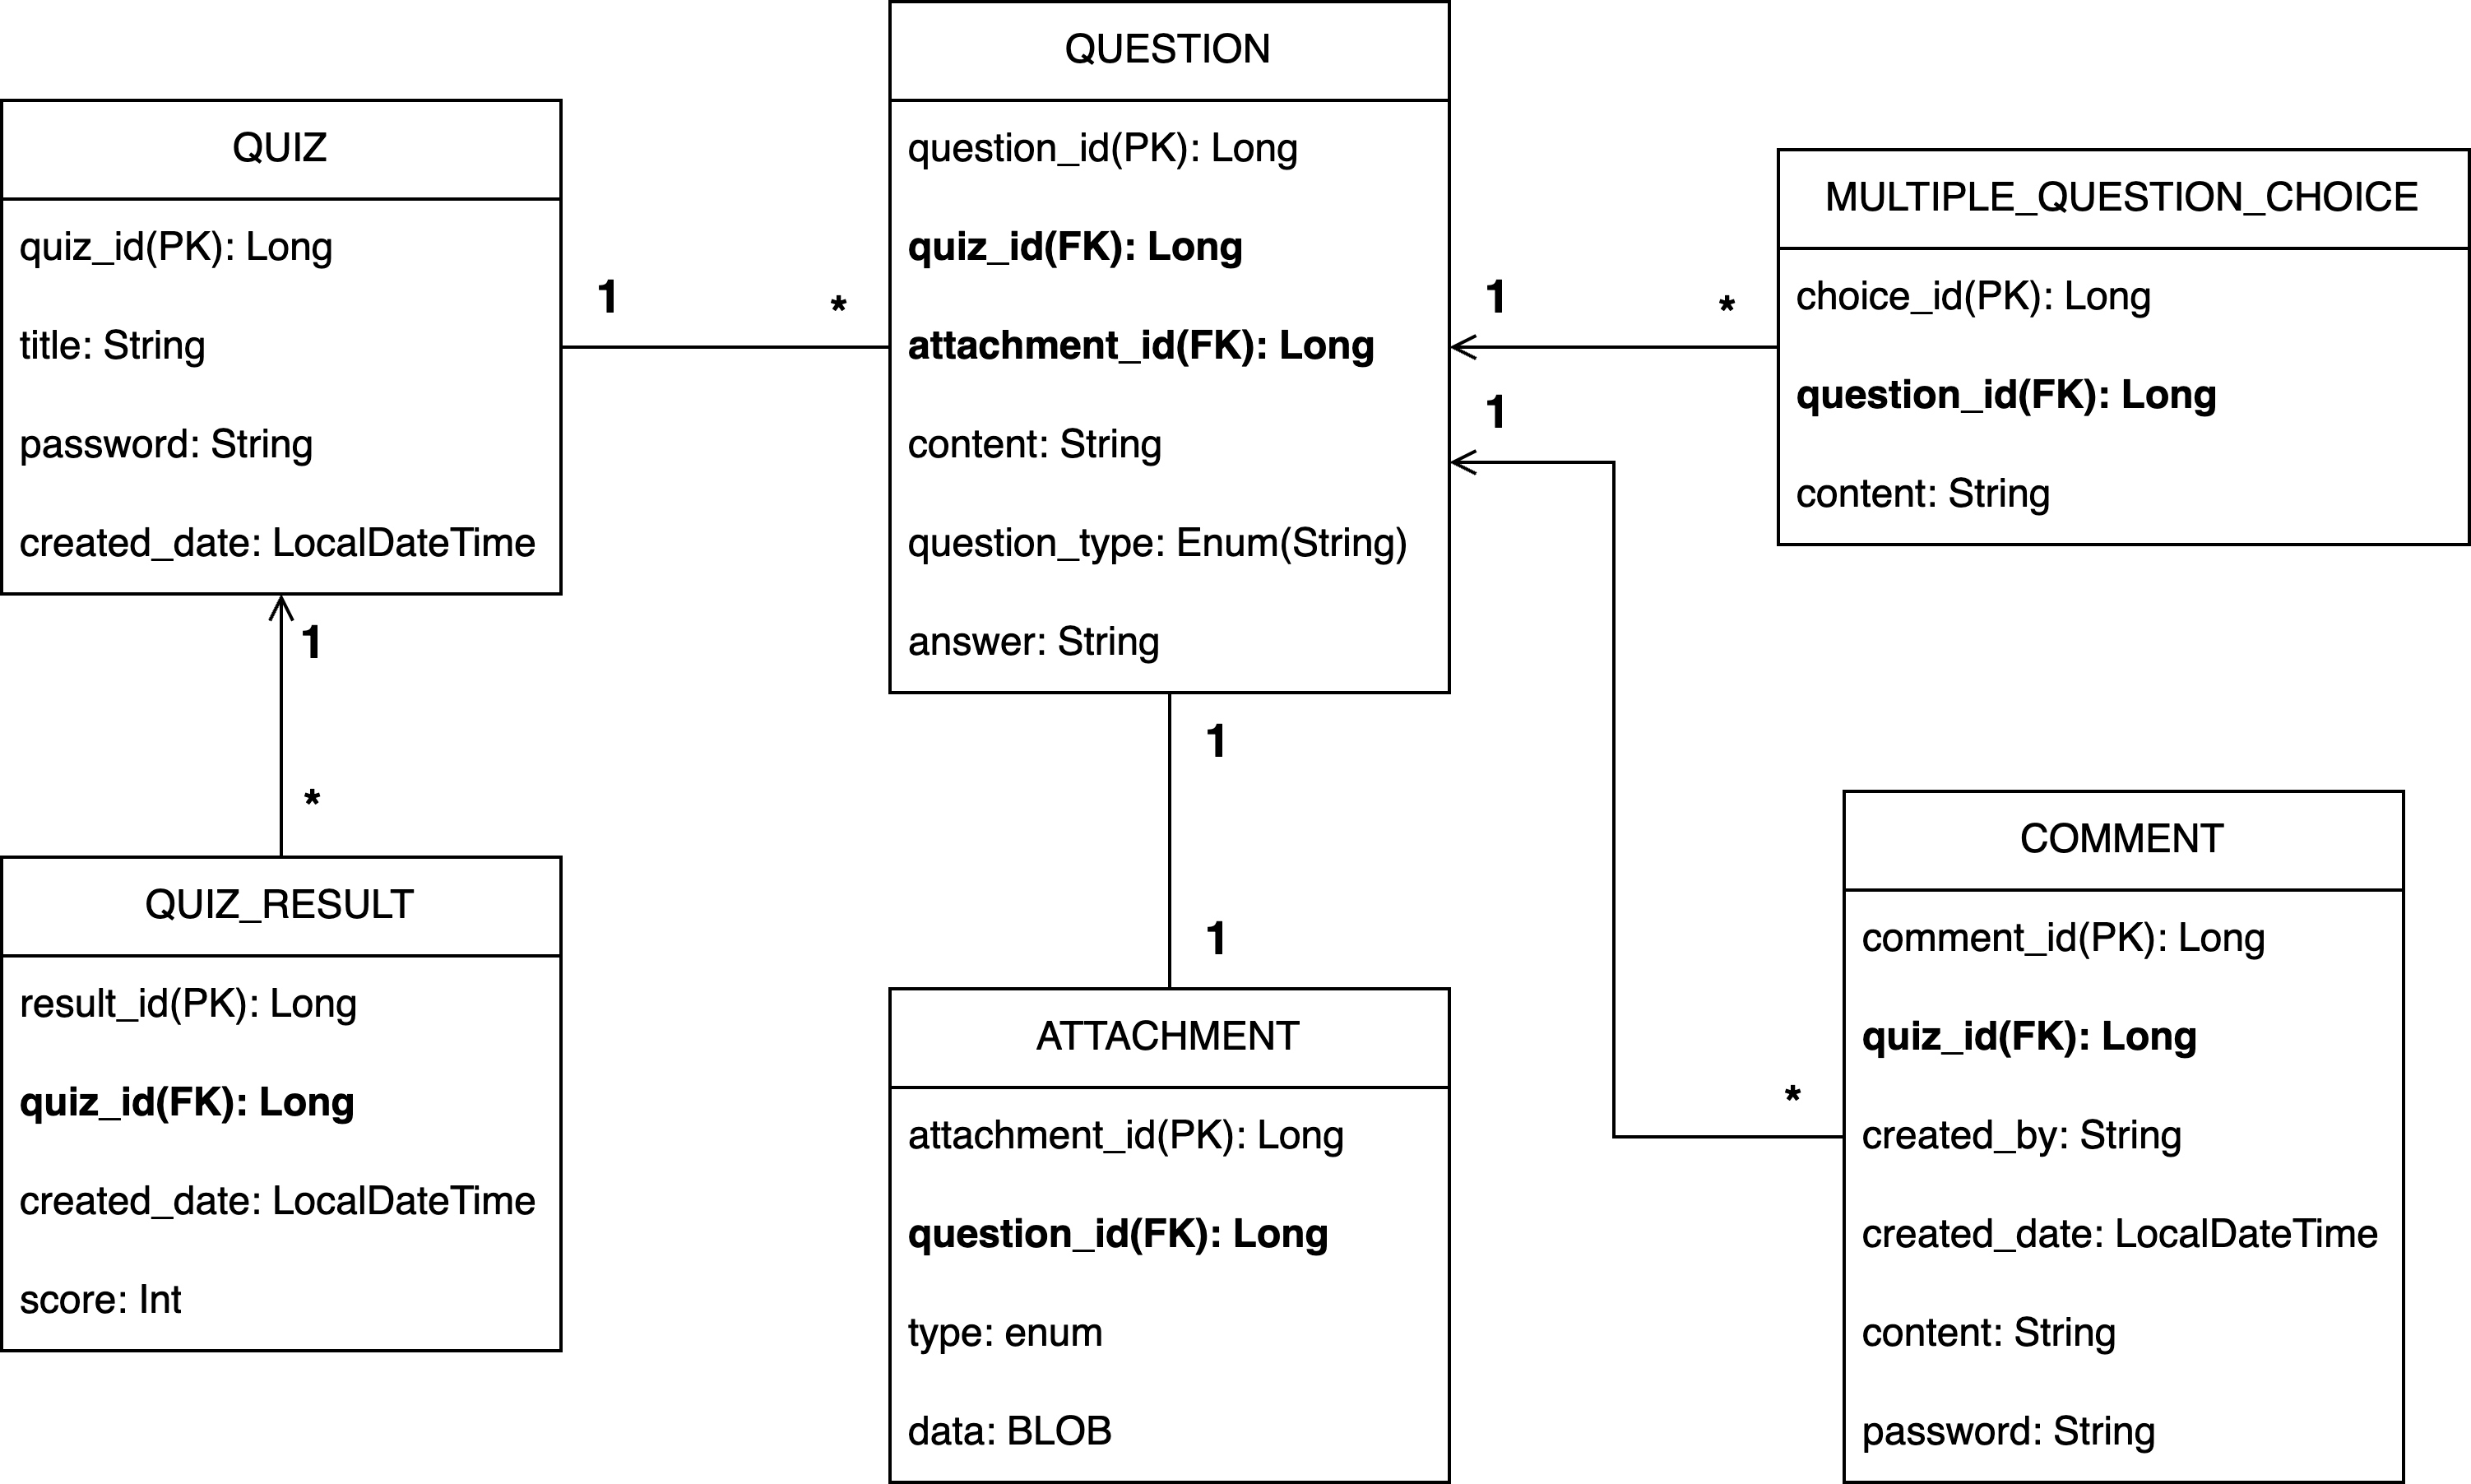 QUIZ
quiz_id(PK): Long
title: String
password: String
created_date: LocalDateTime
1
*
QUESTION
question_id(PK): Long
quiz_id(FK): Long
attachment_id(FK): Long
content: String
question_type: Enum(String)
answer: String
1
*
1
MULTIPLE_QUESTION_CHOICE
choice_id(PK): Long
question_id(FK): Long
content: String
1
*
QUIZ_RESULT
result_id(PK): Long
quiz_id(FK): Long
created_date: LocalDateTime
score: Int
1
1
ATTACHMENT
attachment_id(PK): Long
question_id(FK): Long
type: enum
data: BLOB
*
COMMENT
comment_id(PK): Long
quiz_id(FK): Long
created_by: String
created_date: LocalDateTime
content: String
password: String